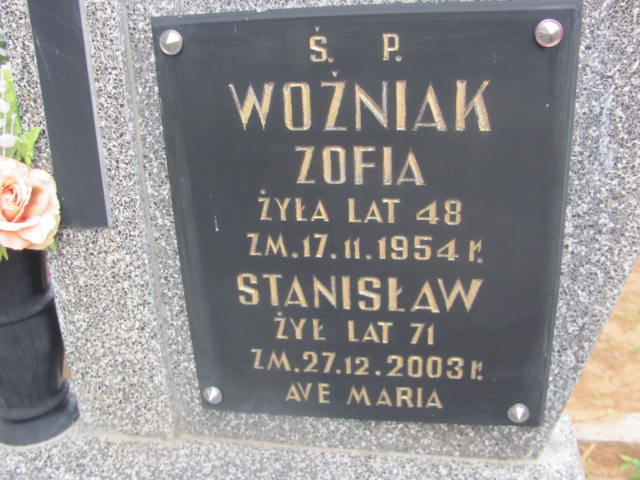 Ś. P.
WOŹNIAK
ZOFIA
ŻYŁA LAT 48
ZM. 17.11.1954 r.
STANISŁAW
ŻYŁ LAT 71
ZM. 27.12.2003 r.
AVE MARIA